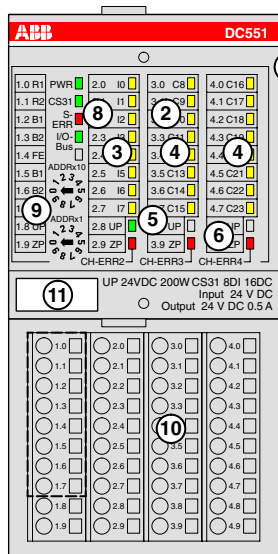 ABB DC551
1.0 R1 PWR 2.0 I0 3.0 C8 4.0 C16
1.1 R2 CS31 I1 C9 4.1 C17
1.2 B1 S-ERR 8 I2 2 4.2 C18
1.3 B2 I/O-Bus 2.3 I3 3.3 C11 4.3 C19
1.4 FE 2.4 3 4 4
ADDRx10
1.5 B1 2.5 I5 3.5 C13 4.5 C21
1.6 B2 2.6 I6 3.6 C14 4.6 C22
9 2.7 I7 C15 4.7 C23
ADDRx1
1.8 UP 2.8 UP 5 UP 6
1.9 ZP 2.9 ZP 3.9 ZP ZP
CH-ERR2 CH-ERR3 CH-ERR4
11 UP 24VDC 200W CS31 8DI 16DC
Input 24 V DC
Output 24 V DC 0.5 A
1.0 2.0 3.0 4.0
1.1 2.1 3.1 4.1
1.2 2.2 3.2 4.2
1.3 2.3 3.3 4.3
1.4 2.4 10 4.4
1.5 2.5 3.5 4.5
1.6 2.6 3.6 4.6
1.7 2.7 3.7 4.7
1.8 2.8 3.8 4.8
1.9 2.9 3.9 4.9